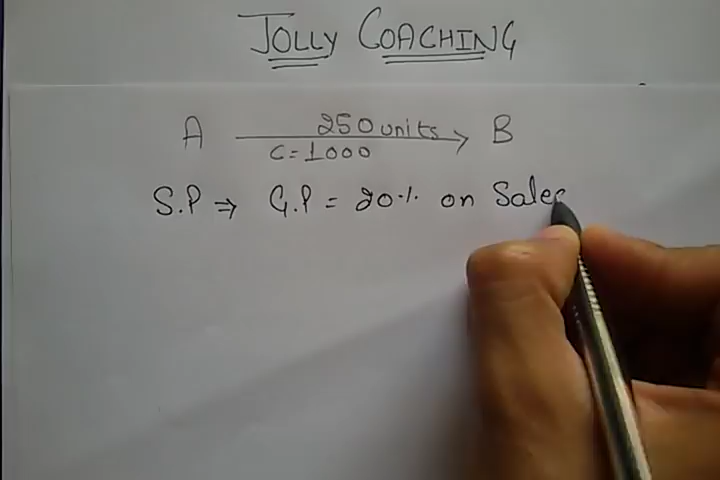 JOLLY COACHING
A 250 units B
C=1000
S.P ⇒ G.P = 20% on Sales